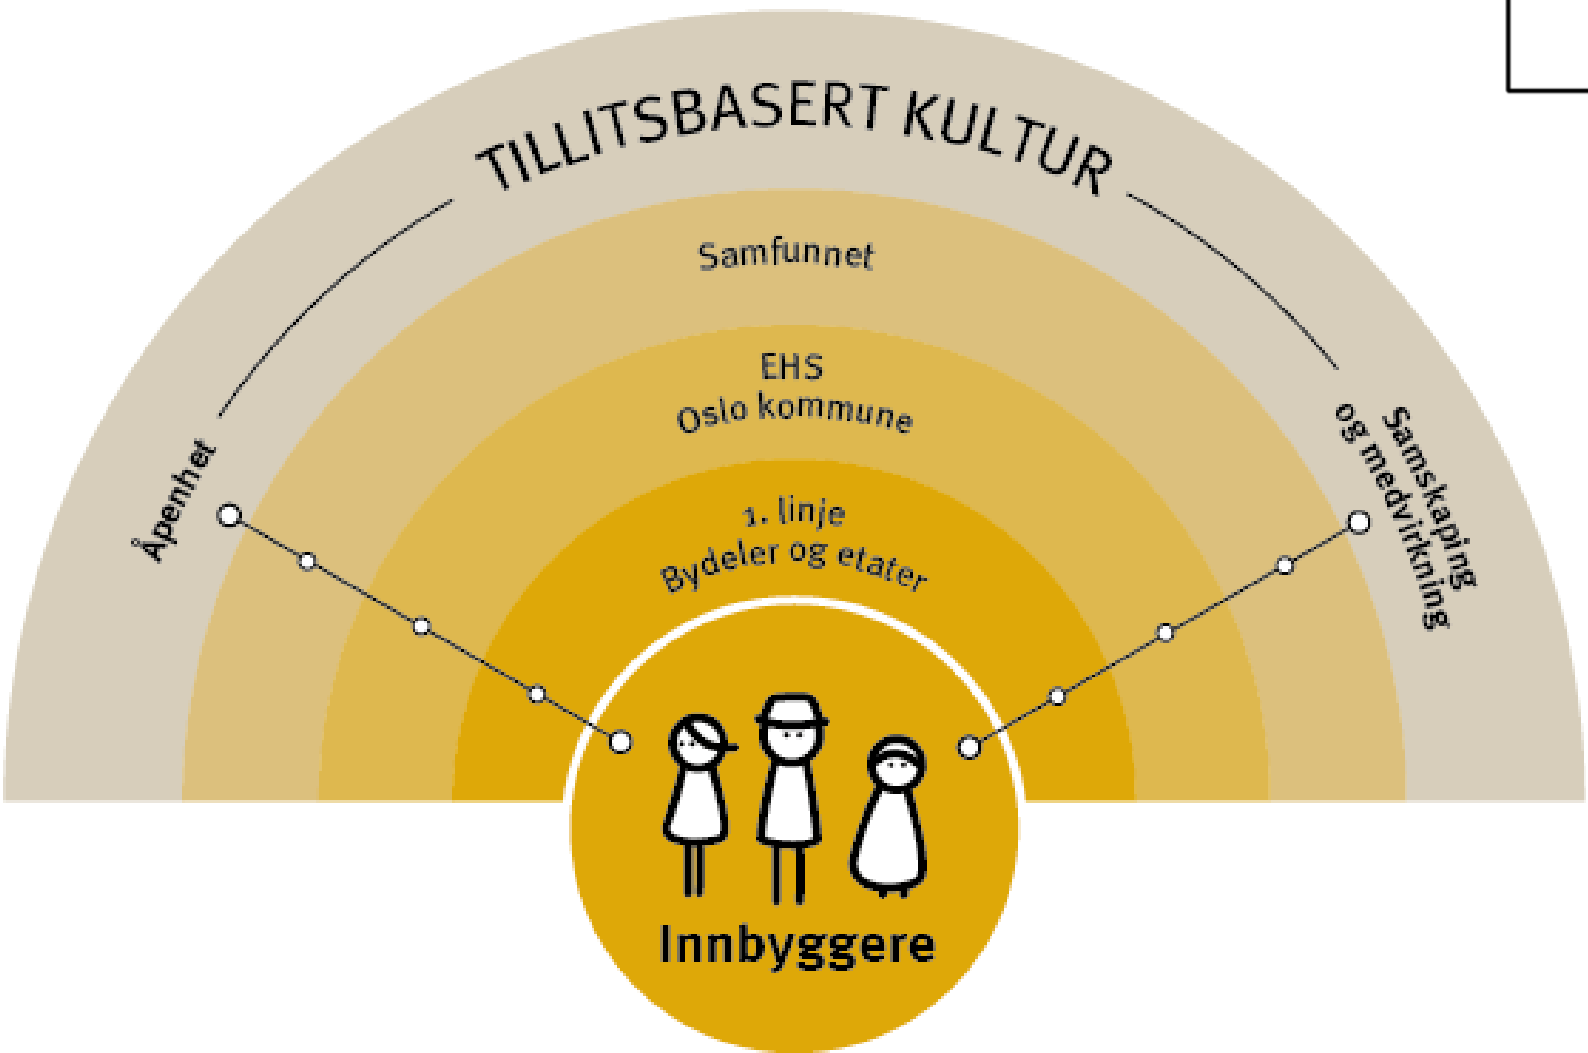 TILLITSBASERT KULTUR
Samfunnet
EHS
Oslo kommune
Åpenhet
Samskaping
og medvirkning
1. linje
Bydeler og etater
Innbyggere